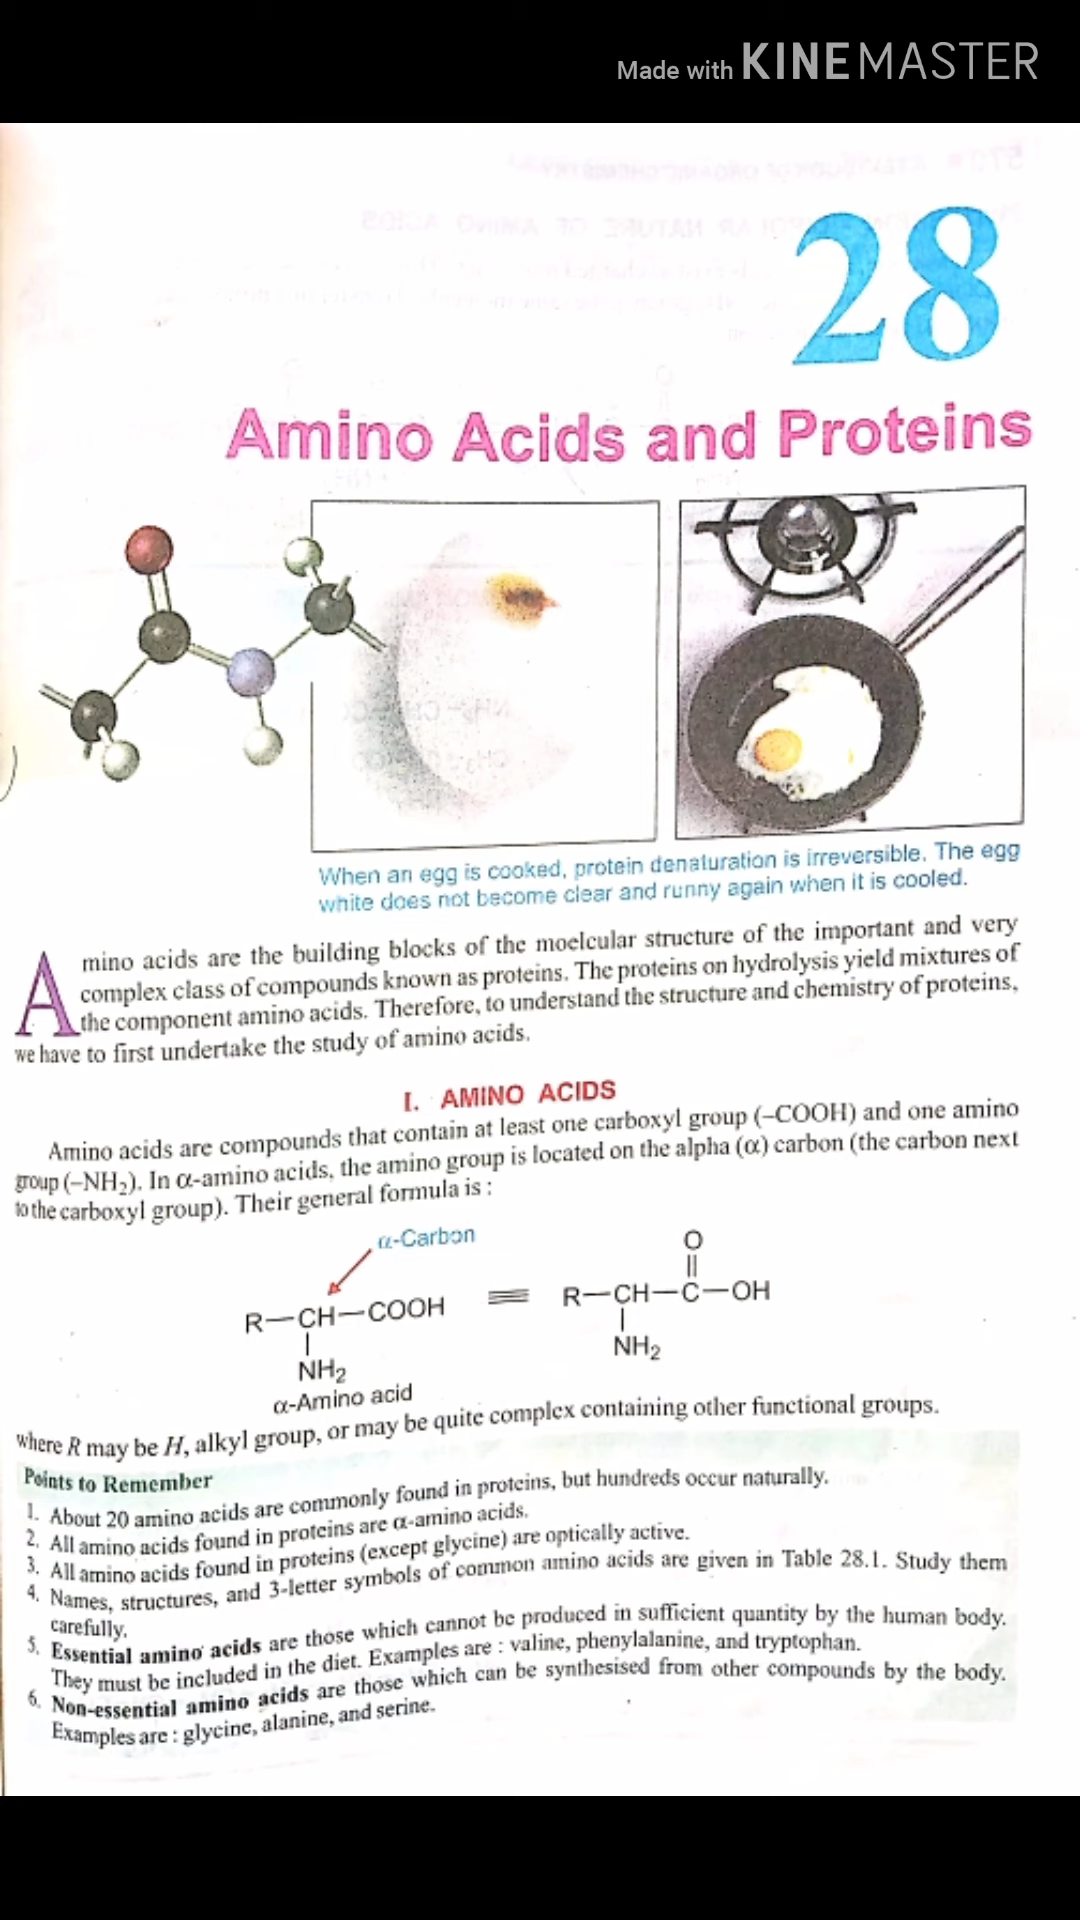 Made with KINEMASTER
28
Amino Acids and Proteins
When an egg is cooked, protein denaturation is irreversible. The egg
white does not become clear and runny again when it is cooled.
Amino acids are the building blocks of the moelcular structure of the important and very
complex class of compounds known as proteins. The proteins on hydrolysis yield mixtures of
the component amino acids. Therefore, to understand the structure and chemistry of proteins,
we have to first undertake the study of amino acids.
I. AMINO ACIDS
Amino acids are compounds that contain at least one carboxyl group (–COOH) and one amino
group (–NH₂). In α-amino acids, the amino group is located on the alpha (α) carbon (the carbon next
to the carboxyl group). Their general formula is :
α-Carbon
O
||
R—CH—COOH ≡ R—CH—C—OH
| |
NH₂ NH₂
α-Amino acid
where R may be H, alkyl group, or may be quite complex containing other functional groups.
Points to Remember
1. About 20 amino acids are commonly found in proteins, but hundreds occur naturally.
2. All amino acids found in proteins are α-amino acids.
3. All amino acids found in proteins (except glycine) are optically active.
4. Names, structures, and 3-letter symbols of common amino acids are given in Table 28.1. Study them
carefully.
5. Essential amino acids are those which cannot be produced in sufficient quantity by the human body.
They must be included in the diet. Examples are : valine, phenylalanine, and tryptophan.
6. Non-essential amino acids are those which can be synthesised from other compounds by the body.
Examples are : glycine, alanine, and serine.